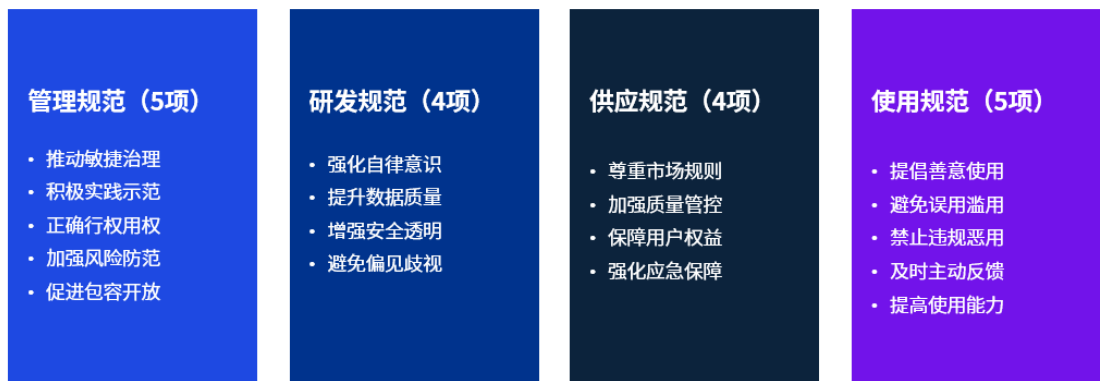 管理规范（5项）
• 推动敏捷治理
• 积极实践示范
• 正确行权用权
• 加强风险防范
• 促进包容开放
研发规范（4项）
• 强化自律意识
• 提升数据质量
• 增强安全透明
• 避免偏见歧视
供应规范（4项）
• 尊重市场规则
• 加强质量管控
• 保障用户权益
• 强化应急保障
使用规范（5项）
• 提倡善意使用
• 避免误用滥用
• 禁止违规恶用
• 及时主动反馈
• 提高使用能力